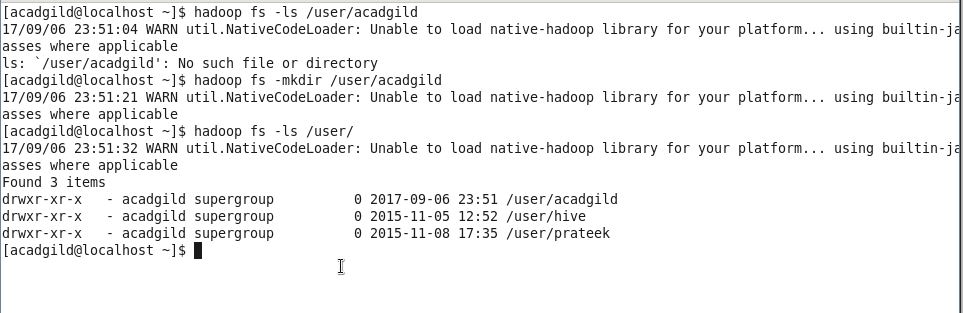 [acadgild@localhost ~]$ hadoop fs -ls /user/acadgild
17/09/06 23:51:04 WARN util.NativeCodeLoader: Unable to load native-hadoop library for your platform... using builtin-ja
asses where applicable
ls: `/user/acadgild': No such file or directory
[acadgild@localhost ~]$ hadoop fs -mkdir /user/acadgild
17/09/06 23:51:21 WARN util.NativeCodeLoader: Unable to load native-hadoop library for your platform... using builtin-ja
asses where applicable
[acadgild@localhost ~]$ hadoop fs -ls /user/
17/09/06 23:51:32 WARN util.NativeCodeLoader: Unable to load native-hadoop library for your platform... using builtin-ja
asses where applicable
Found 3 items
drwxr-xr-x   - acadgild supergroup          0 2017-09-06 23:51 /user/acadgild
drwxr-xr-x   - acadgild supergroup          0 2015-11-05 12:52 /user/hive
drwxr-xr-x   - acadgild supergroup          0 2015-11-08 17:35 /user/prateek
[acadgild@localhost ~]$